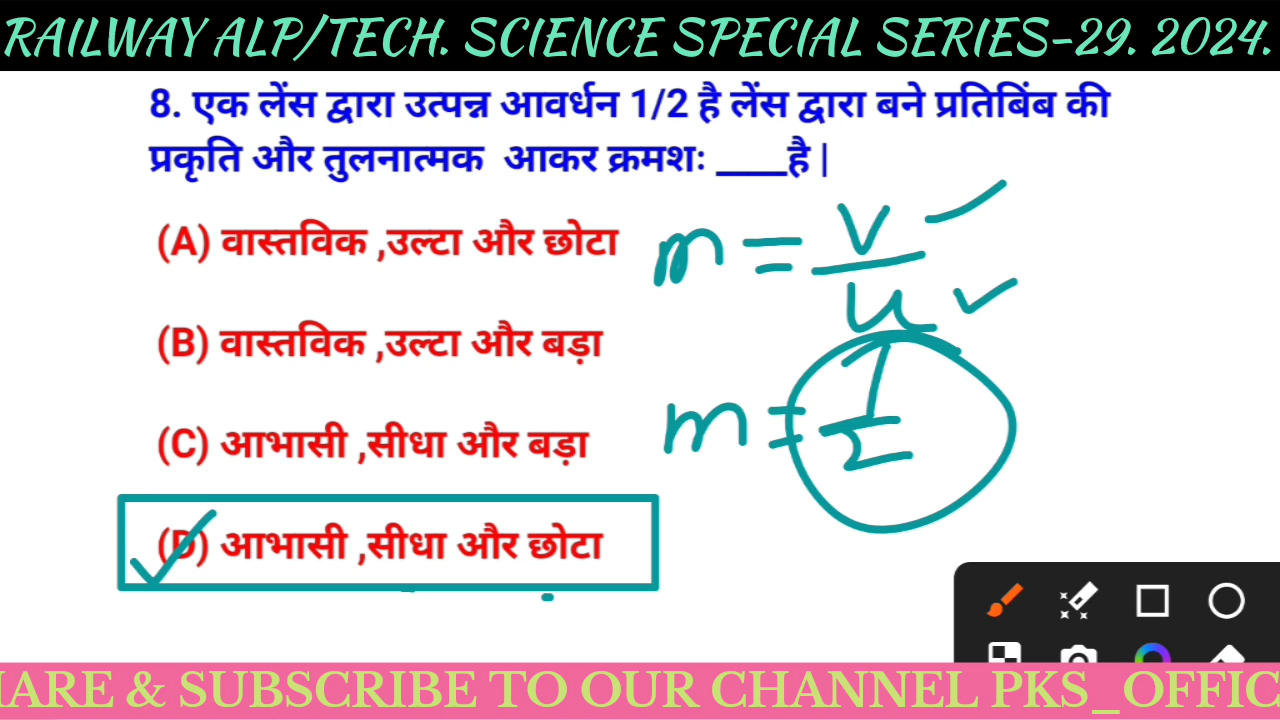 RAILWAY ALP/TECH. SCIENCE SPECIAL SERIES-29. 2024.
8. एक लेंस द्वारा उत्पन्न आवर्धन 1/2 है लेंस द्वारा बने प्रतिबिंब की
प्रकृति और तुलनात्मक आकर क्रमशः ____है |
(A) वास्तविक ,उल्टा और छोटा
(B) वास्तविक ,उल्टा और बड़ा
(C) आभासी ,सीधा और बड़ा
(D) आभासी ,सीधा और छोटा
m = v/u
m = 1/2
HARE & SUBSCRIBE TO OUR CHANNEL PKS_OFFIC